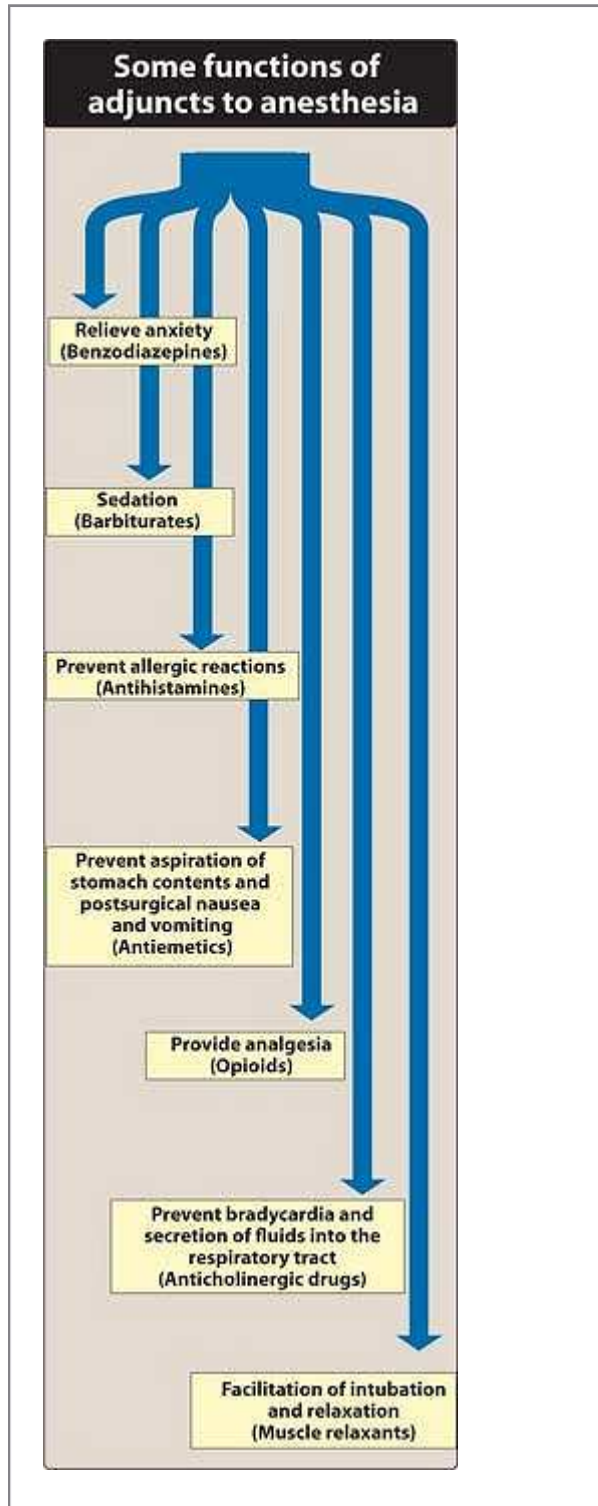 Some functions of
adjuncts to anesthesia
Relieve anxiety
(Benzodiazepines)
Sedation
(Barbiturates)
Prevent allergic reactions
(Antihistamines)
Prevent aspiration of
stomach contents and
postsurgical nausea
and vomiting
(Antiemetics)
Provide analgesia
(Opioids)
Prevent bradycardia and
secretion of fluids into the
respiratory tract
(Anticholinergic drugs)
Facilitation of intubation
and relaxation
(Muscle relaxants)